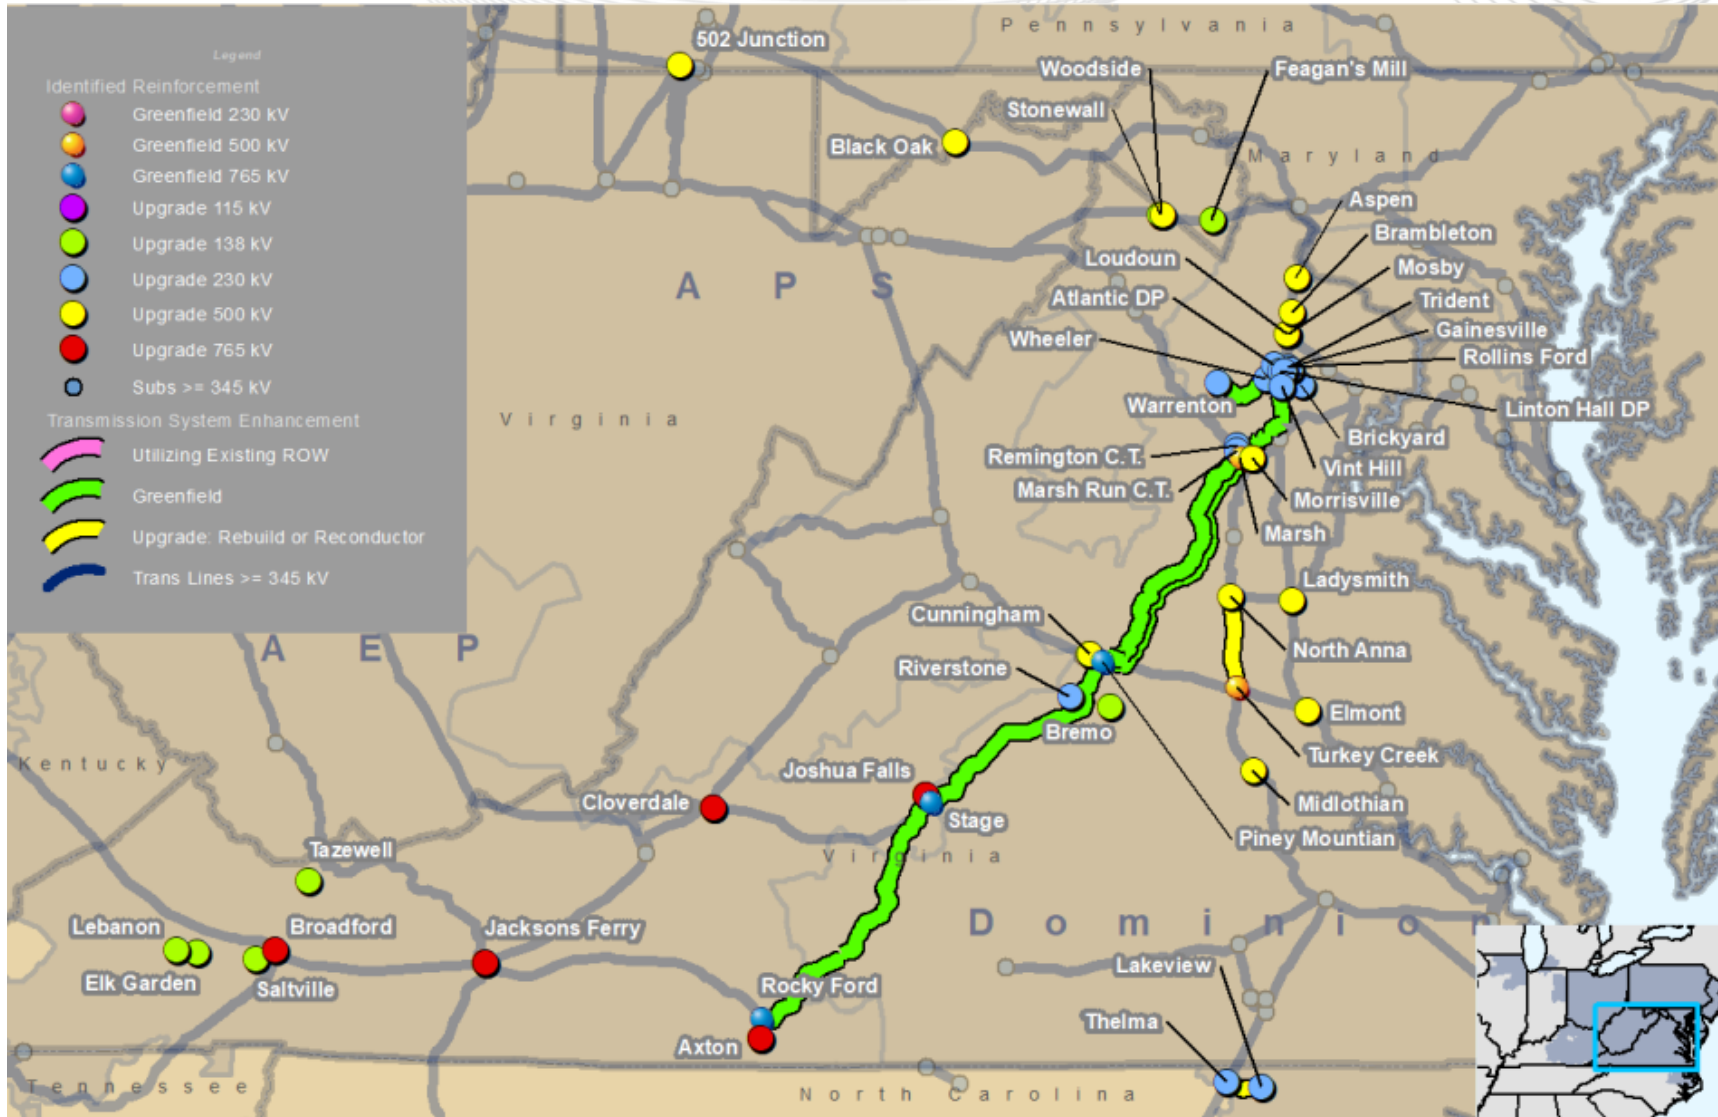 Legend
Identified Reinforcement
Greenfield 230 kV
Greenfield 500 kV
Greenfield 765 kV
Upgrade 115 kV
Upgrade 138 kV
Upgrade 230 kV
Upgrade 500 kV
Upgrade 765 kV
Subs >= 345 kV
Transmission System Enhancement
Utilizing Existing ROW
Greenfield
Upgrade: Rebuild or Reconductor
Trans Lines >= 345 kV
Pennsylvania
502 Junction
Woodside
Feagan's Mill
Stonewall
Black Oak
Maryland
Aspen
Brambleton
Loudoun
Mosby
APS
Atlantic DP
Trident
Gainesville
Wheeler
Rollins Ford
Warrenton
Linton Hall DP
Virginia
Brickyard
Remington C.T.
Vint Hill
Marsh Run C.T.
Morrisville
Marsh
Ladysmith
Cunningham
AEP
North Anna
Riverstone
Elmont
Bremo
Turkey Creek
Kentucky
Joshua Falls
Cloverdale
Midlothian
Stage
Piney Mountian
Tazewell
Virginia
Lebanon
Broadford
Jacksons Ferry
Dominion
Lakeview
Elk Garden
Saltville
Rocky Ford
Thelma
Axton
Tennessee
North Carolina